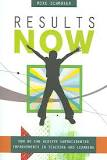 MIKE SCHMOKER
RESULTS
NOW
HOW WE CAN ACHIEVE UNPRECEDENTED
IMPROVEMENTS IN TEACHING AND LEARNING